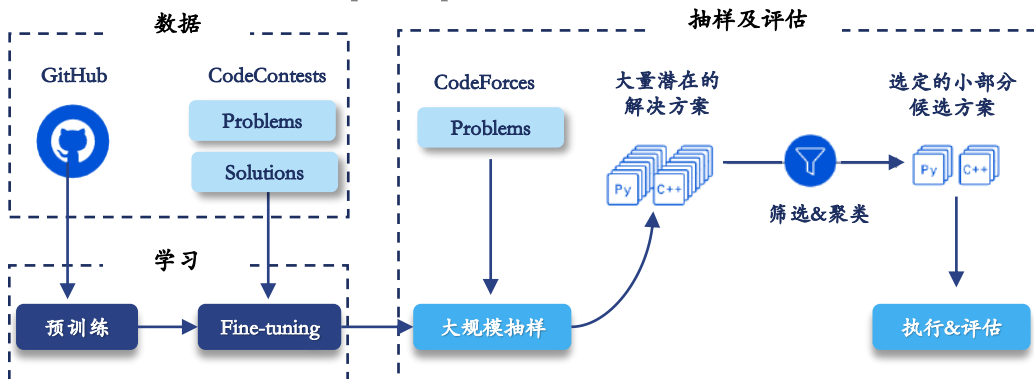 数据
GitHub
CodeContests
Problems
Solutions
学习
预训练
Fine-tuning
抽样及评估
CodeForces
Problems
大量潜在的
解决方案
Py
C++
筛选&聚类
选定的小部分
候选方案
Py
C++
大规模抽样
执行&评估